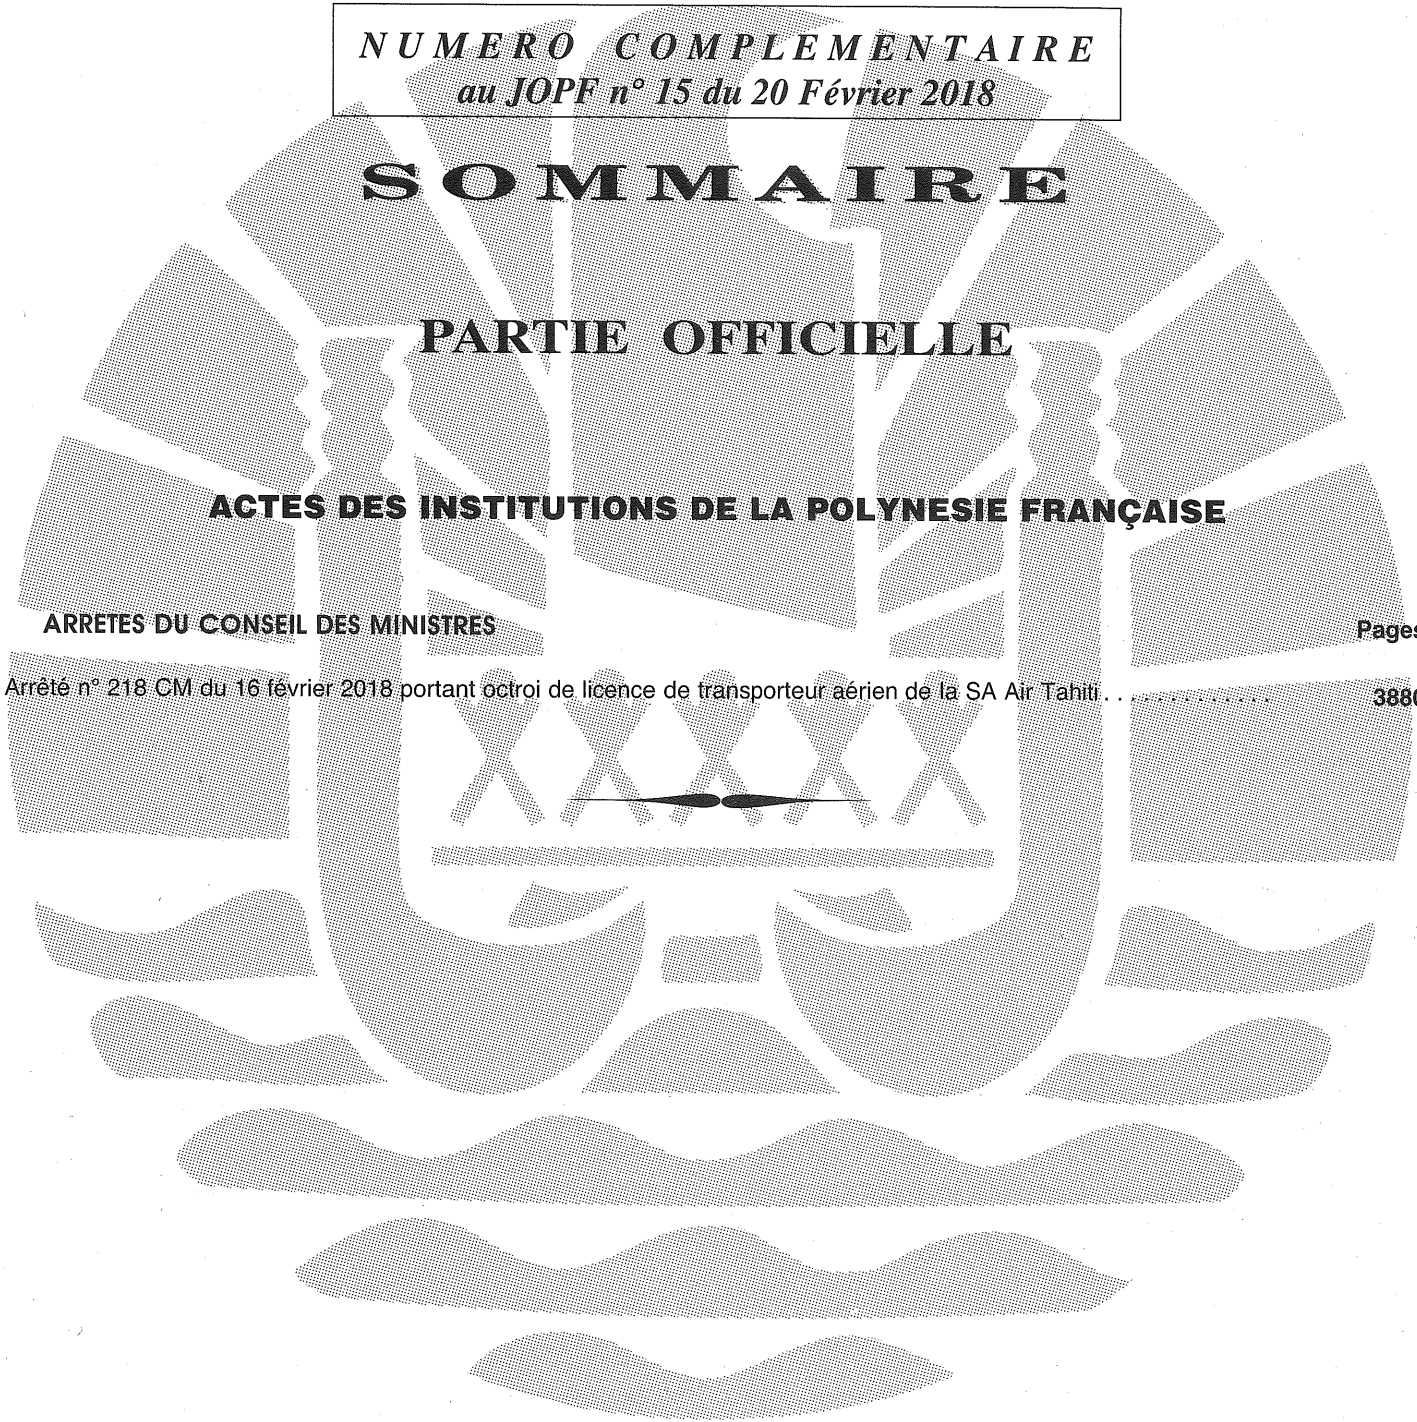 NUMERO COMPLEMENTAIRE
au JOPF n° 15 du 20 Février 2018
SOMMAIRE
PARTIE OFFICIELLE
ACTES DES INSTITUTIONS DE LA POLYNESIE FRANÇAISE
ARRETES DU CONSEIL DES MINISTRES
Pages
Arrêté n° 218 CM du 16 février 2018 portant octroi de licence de transporteur aérien de la SA Air Tahiti . . . . . . . . . . . . . 3880